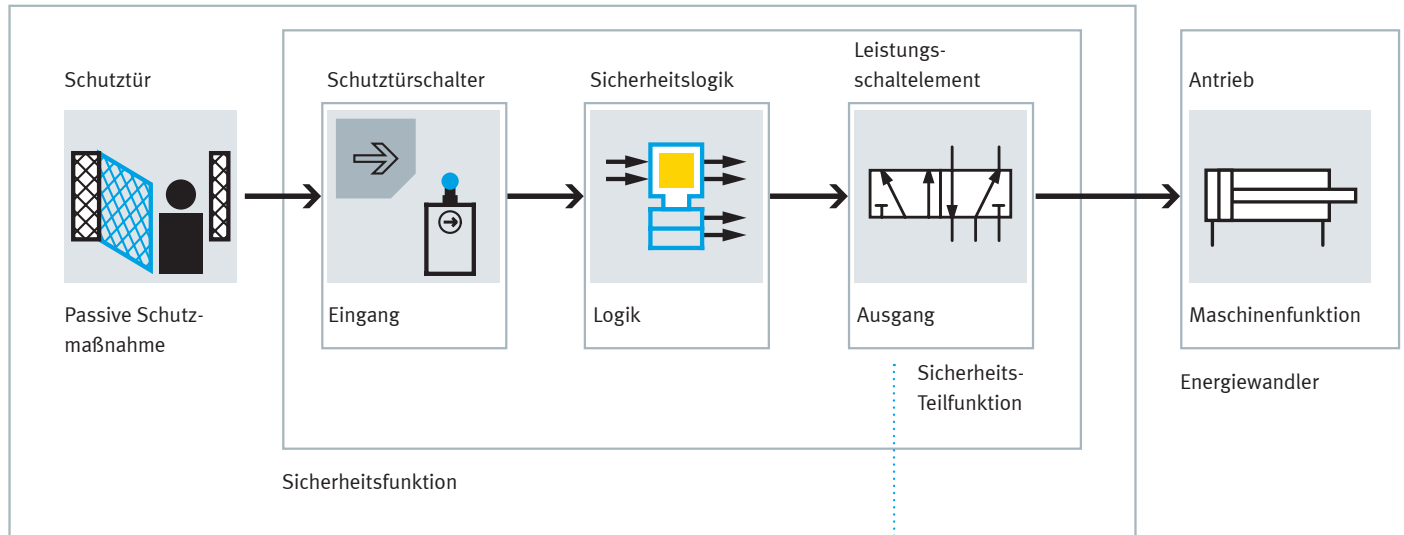 Schutztür
Passive Schutz-
maßnahme
Schutztürschalter
Eingang
Sicherheitslogik
Logik
Leistungs-
schaltelement
Ausgang
Sicherheits-
Teilfunktion
Sicherheitsfunktion
Antrieb
Maschinenfunktion
Energiewandler